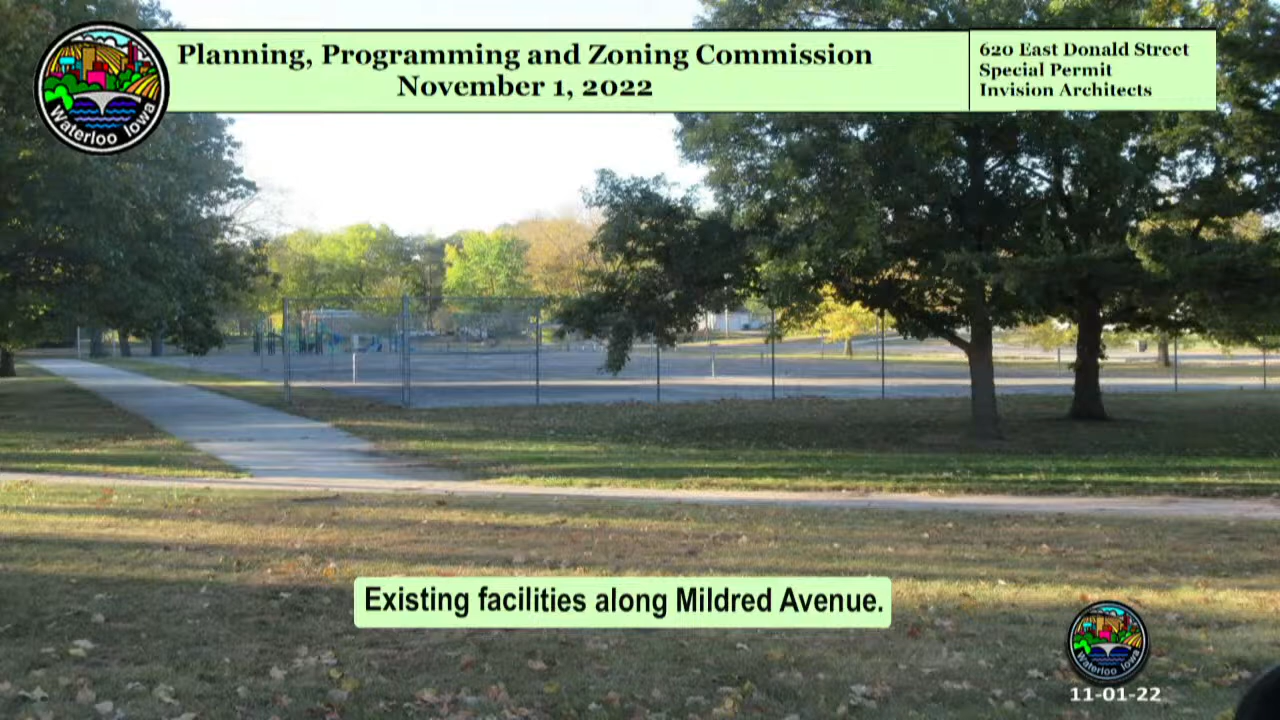 Planning, Programming and Zoning Commission
November 1, 2022
620 East Donald Street
Special Permit
Invision Architects
Waterloo Iowa
Existing facilities along Mildred Avenue.
Waterloo Iowa
11-01-22